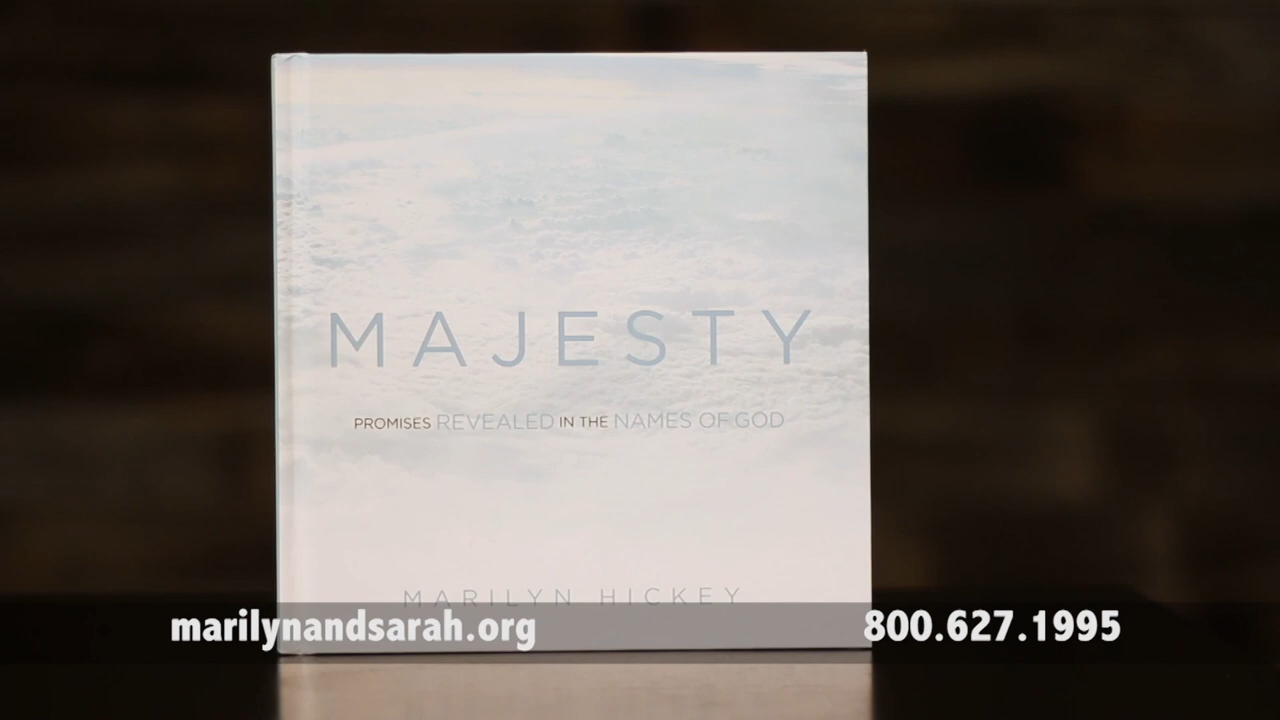 MAJESTY
PROMISES REVEALED IN THE NAMES OF GOD
MARILYN HICKEY
marilynandsarah.org
800.627.1995